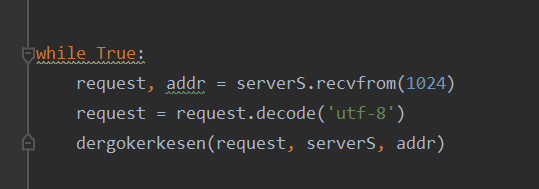 while True:
request, addr = serverS.recvfrom(1024)
request = request.decode('utf-8')
dergokerkesen(request, serverS, addr)